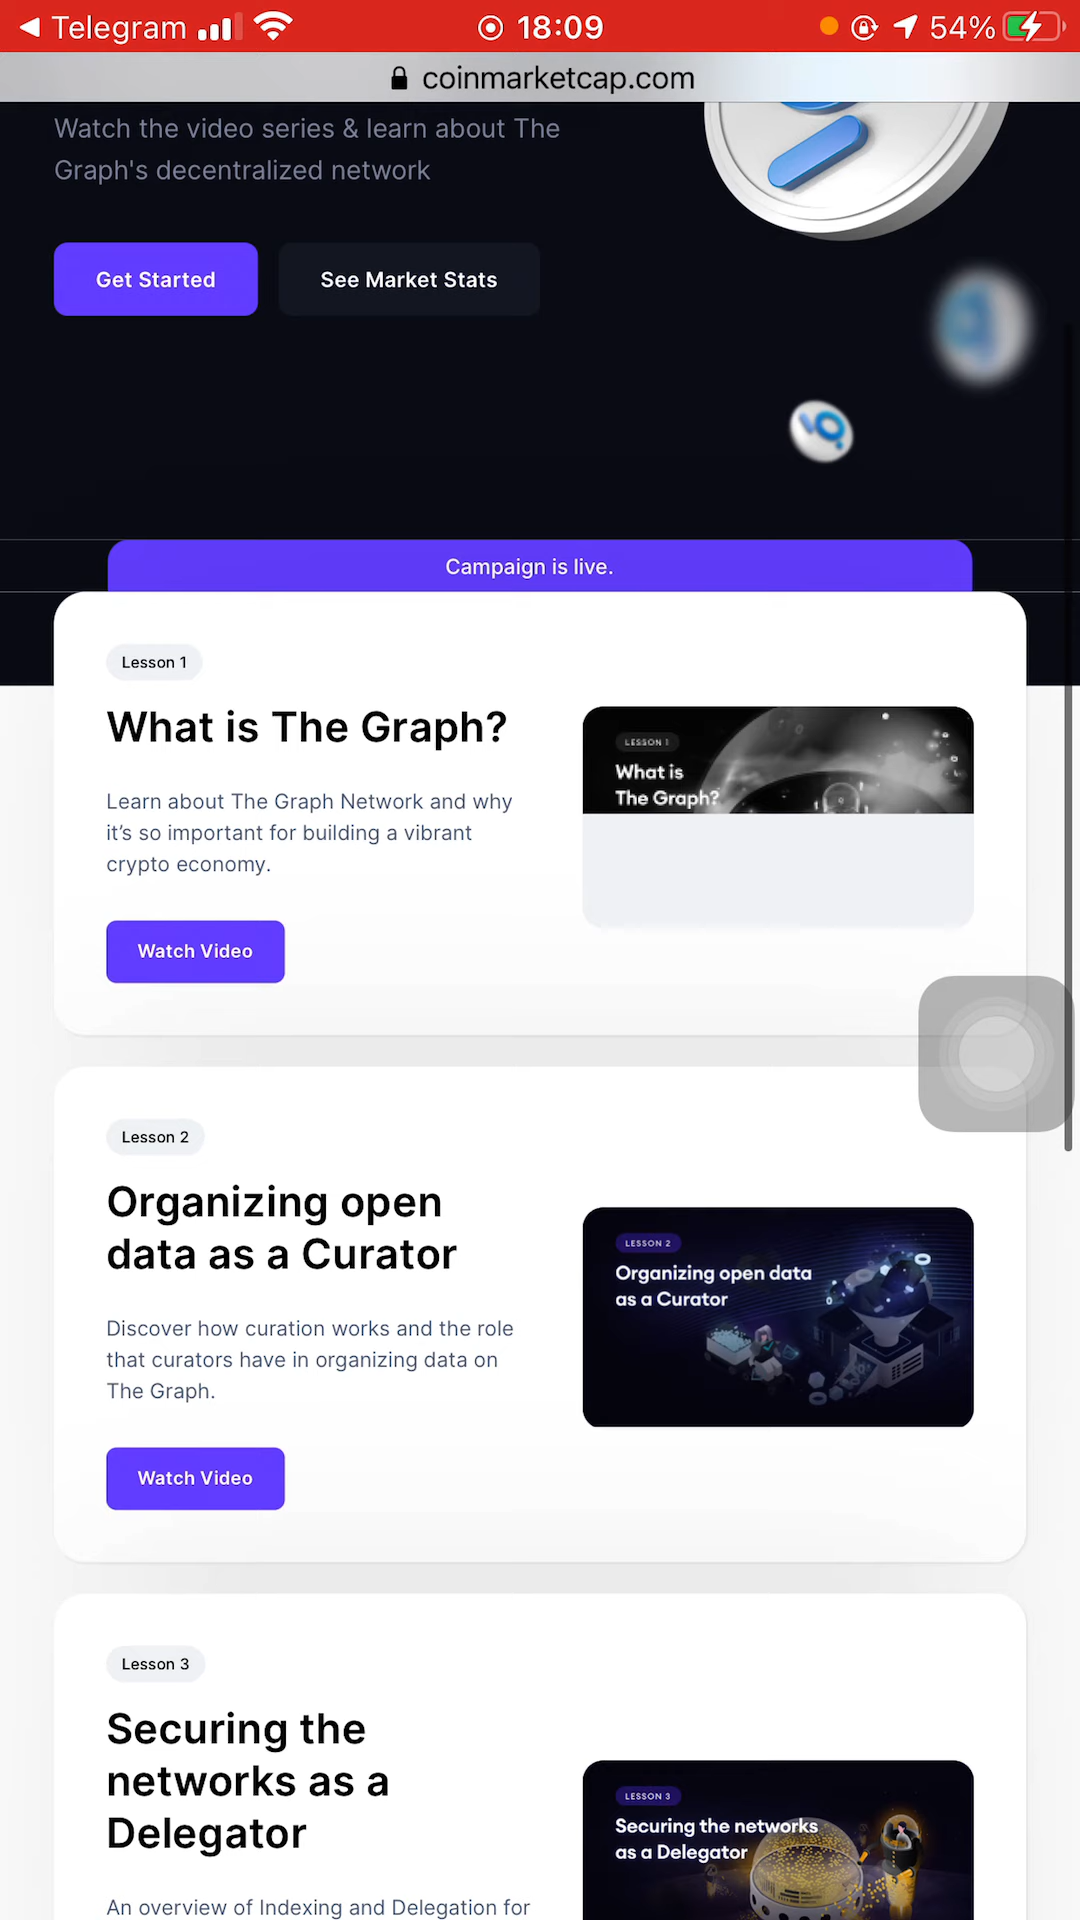 Telegram
18:09
54%
coinmarketcap.com
Watch the video series & learn about The
Graph's decentralized network
Get Started
See Market Stats
Campaign is live.
Lesson 1
What is The Graph?
Learn about The Graph Network and why
it’s so important for building a vibrant
crypto economy.
Watch Video
LESSON 1
What is
The Graph?
Lesson 2
Organizing open
data as a Curator
Discover how curation works and the role
that curators have in organizing data on
The Graph.
Watch Video
LESSON 2
Organizing open data
as a Curator
Lesson 3
Securing the
networks as a
Delegator
An overview of Indexing and Delegation for
LESSON 3
Securing the networks
as a Delegator